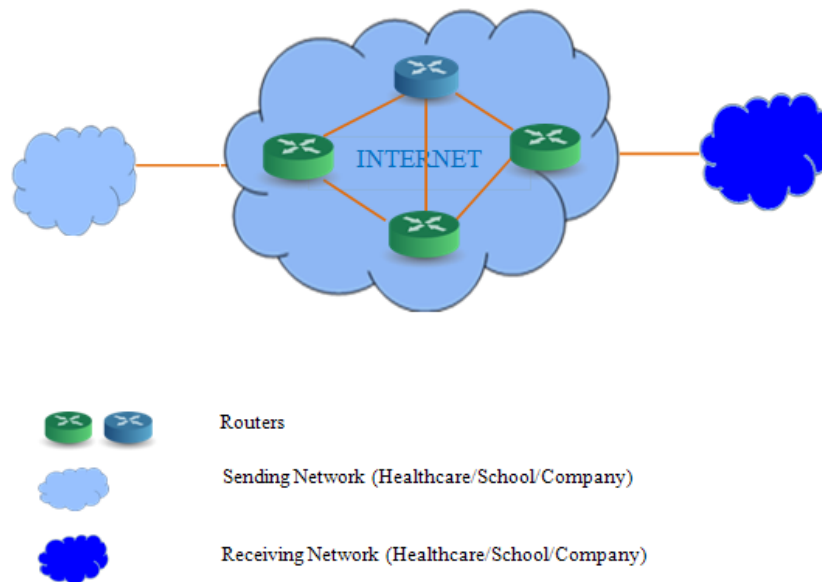 INTERNET
Routers
Sending Network (Healthcare/School/Company)
Receiving Network (Healthcare/School/Company)